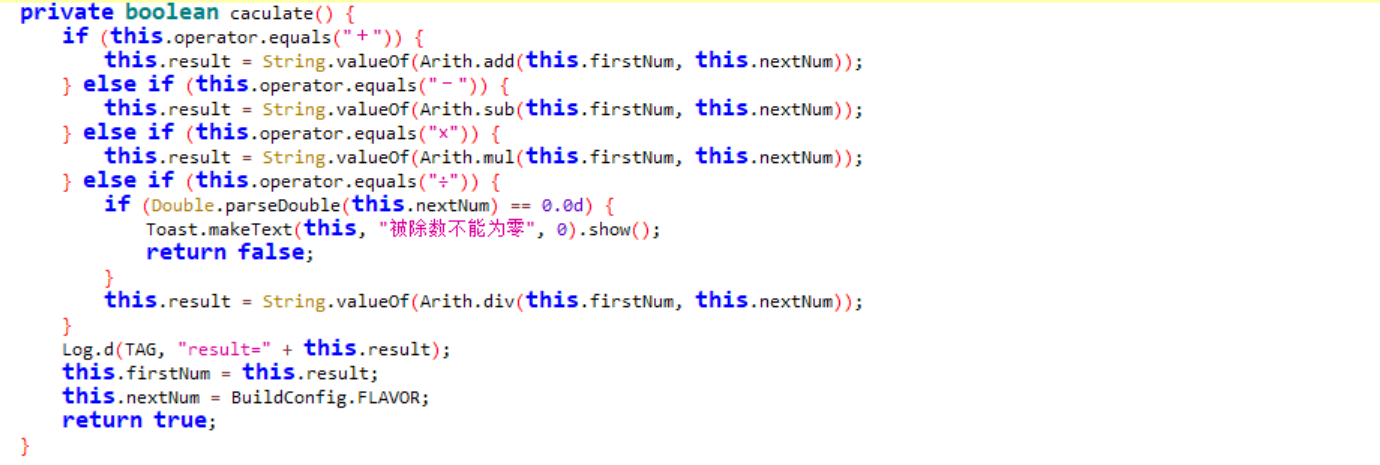 private boolean caculate() {
    if (this.operator.equals("＋")) {
        this.result = String.valueOf(Arith.add(this.firstNum, this.nextNum));
    } else if (this.operator.equals("－")) {
        this.result = String.valueOf(Arith.sub(this.firstNum, this.nextNum));
    } else if (this.operator.equals("×")) {
        this.result = String.valueOf(Arith.mul(this.firstNum, this.nextNum));
    } else if (this.operator.equals("÷")) {
        if (Double.parseDouble(this.nextNum) == 0.0d) {
            Toast.makeText(this, "被除数不能为零", 0).show();
            return false;
        }
        this.result = String.valueOf(Arith.div(this.firstNum, this.nextNum));
    }
    Log.d(TAG, "result=" + this.result);
    this.firstNum = this.result;
    this.nextNum = BuildConfig.FLAVOR;
    return true;
}